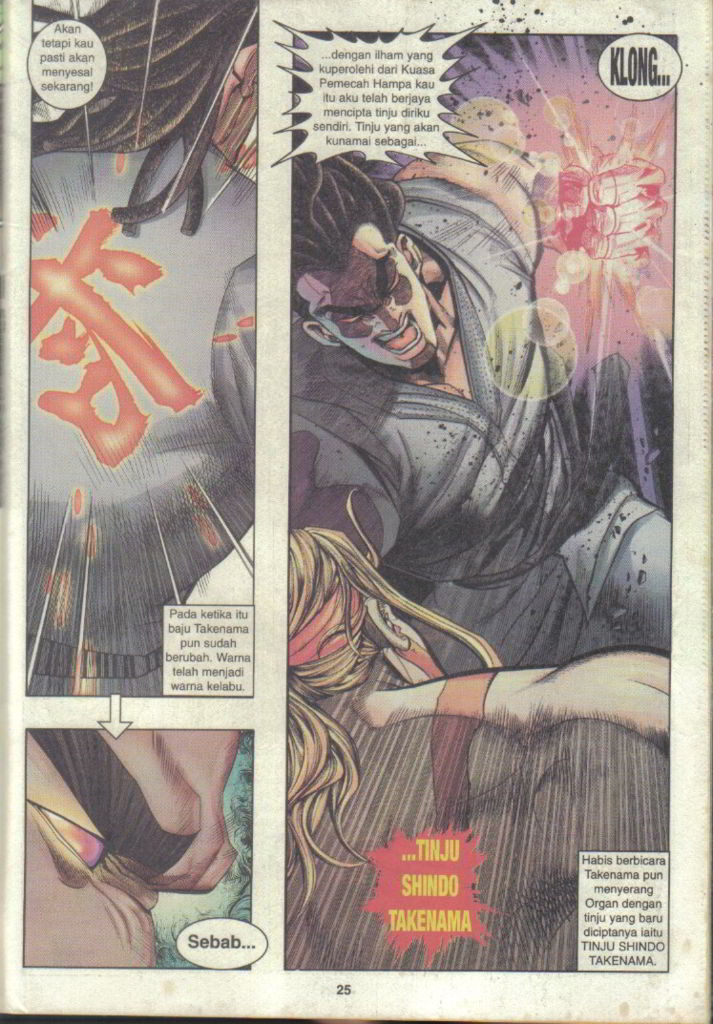 Akan
tetapi kau
pasti akan
menyesal
sekarang!
Pada ketika itu
baju Takenama
pun sudah
berubah. Warna
telah menjadi
warna kelabu.
Sebab...
...dengan ilham yang
kuperolehi dari Kuasa
Pemecah Hampa kau
itu aku telah berjaya
mencipta tinju diriku
sendiri. Tinju yang akan
kunamai sebagai...
KLONG...
...TINJU
SHINDO
TAKENAMA
Habis berbicara
Takenama pun
menyerang
Organ dengan
tinju yang baru
diciptanya iaitu
TINJU SHINDO
TAKENAMA.
25